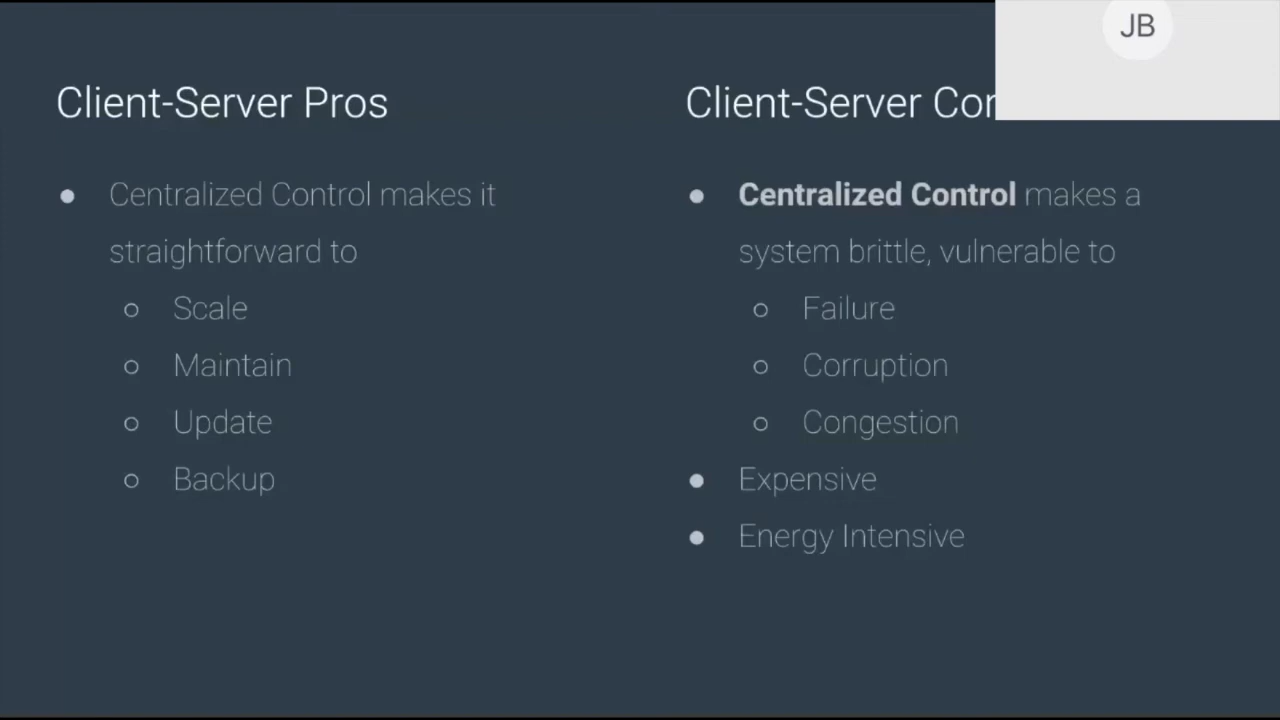 JB
Client-Server Pros
Centralized Control makes it
straightforward to
Scale
Maintain
Update
Backup
Client-Server
Centralized Control makes a
system brittle, vulnerable to
Failure
Corruption
Congestion
Expensive
Energy Intensive